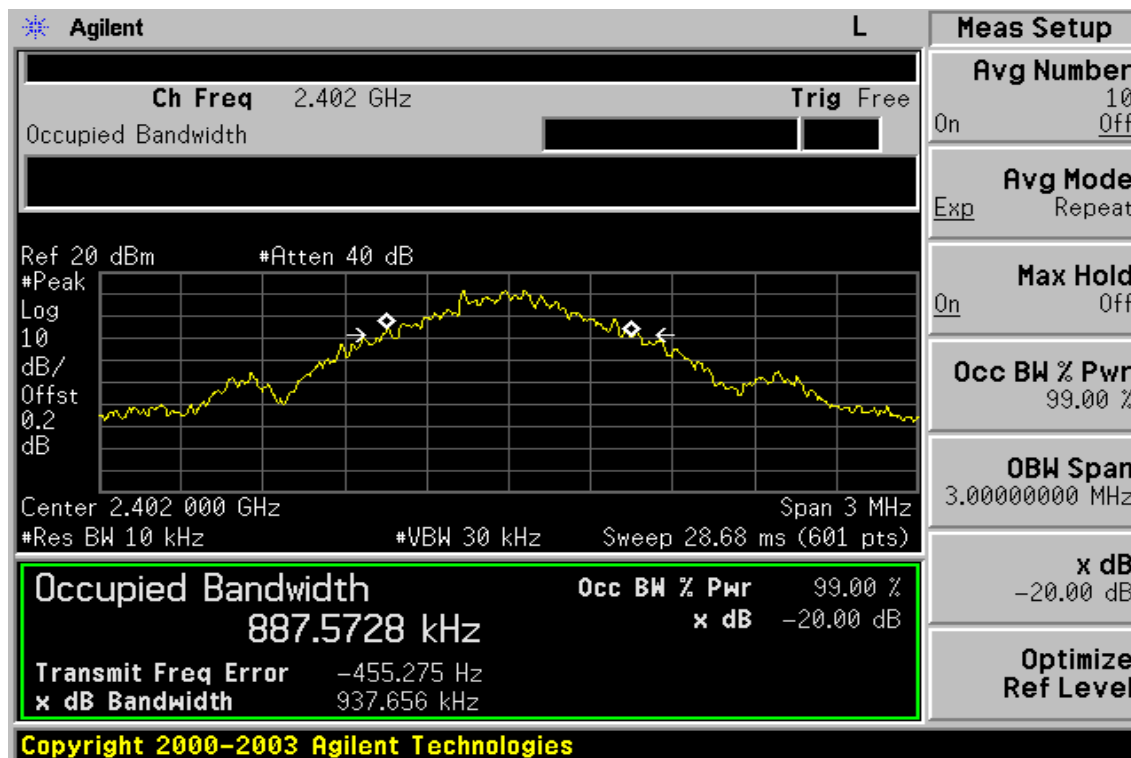 Agilent
L
Meas Setup
Ch Freq 2.402 GHz
Trig Free
Occupied Bandwidth
Avg Number
10
On Off
Avg Mode
Exp Repeat
Max Hold
On Off
Occ BW % Pwr
99.00 %
OBW Span
3.00000000 MHz
x dB
-20.00 dB
Optimize
Ref Level
Ref 20 dBm
#Atten 40 dB
#Peak
Log
10
dB/
Offst
0.2
dB
Center 2.402 000 GHz
Span 3 MHz
#Res BW 10 kHz
#VBW 30 kHz
Sweep 28.68 ms (601 pts)
Occupied Bandwidth
887.5728 kHz
Occ BW % Pwr 99.00 %
x dB -20.00 dB
Transmit Freq Error -455.275 Hz
x dB Bandwidth 937.656 kHz
Copyright 2000-2003 Agilent Technologies